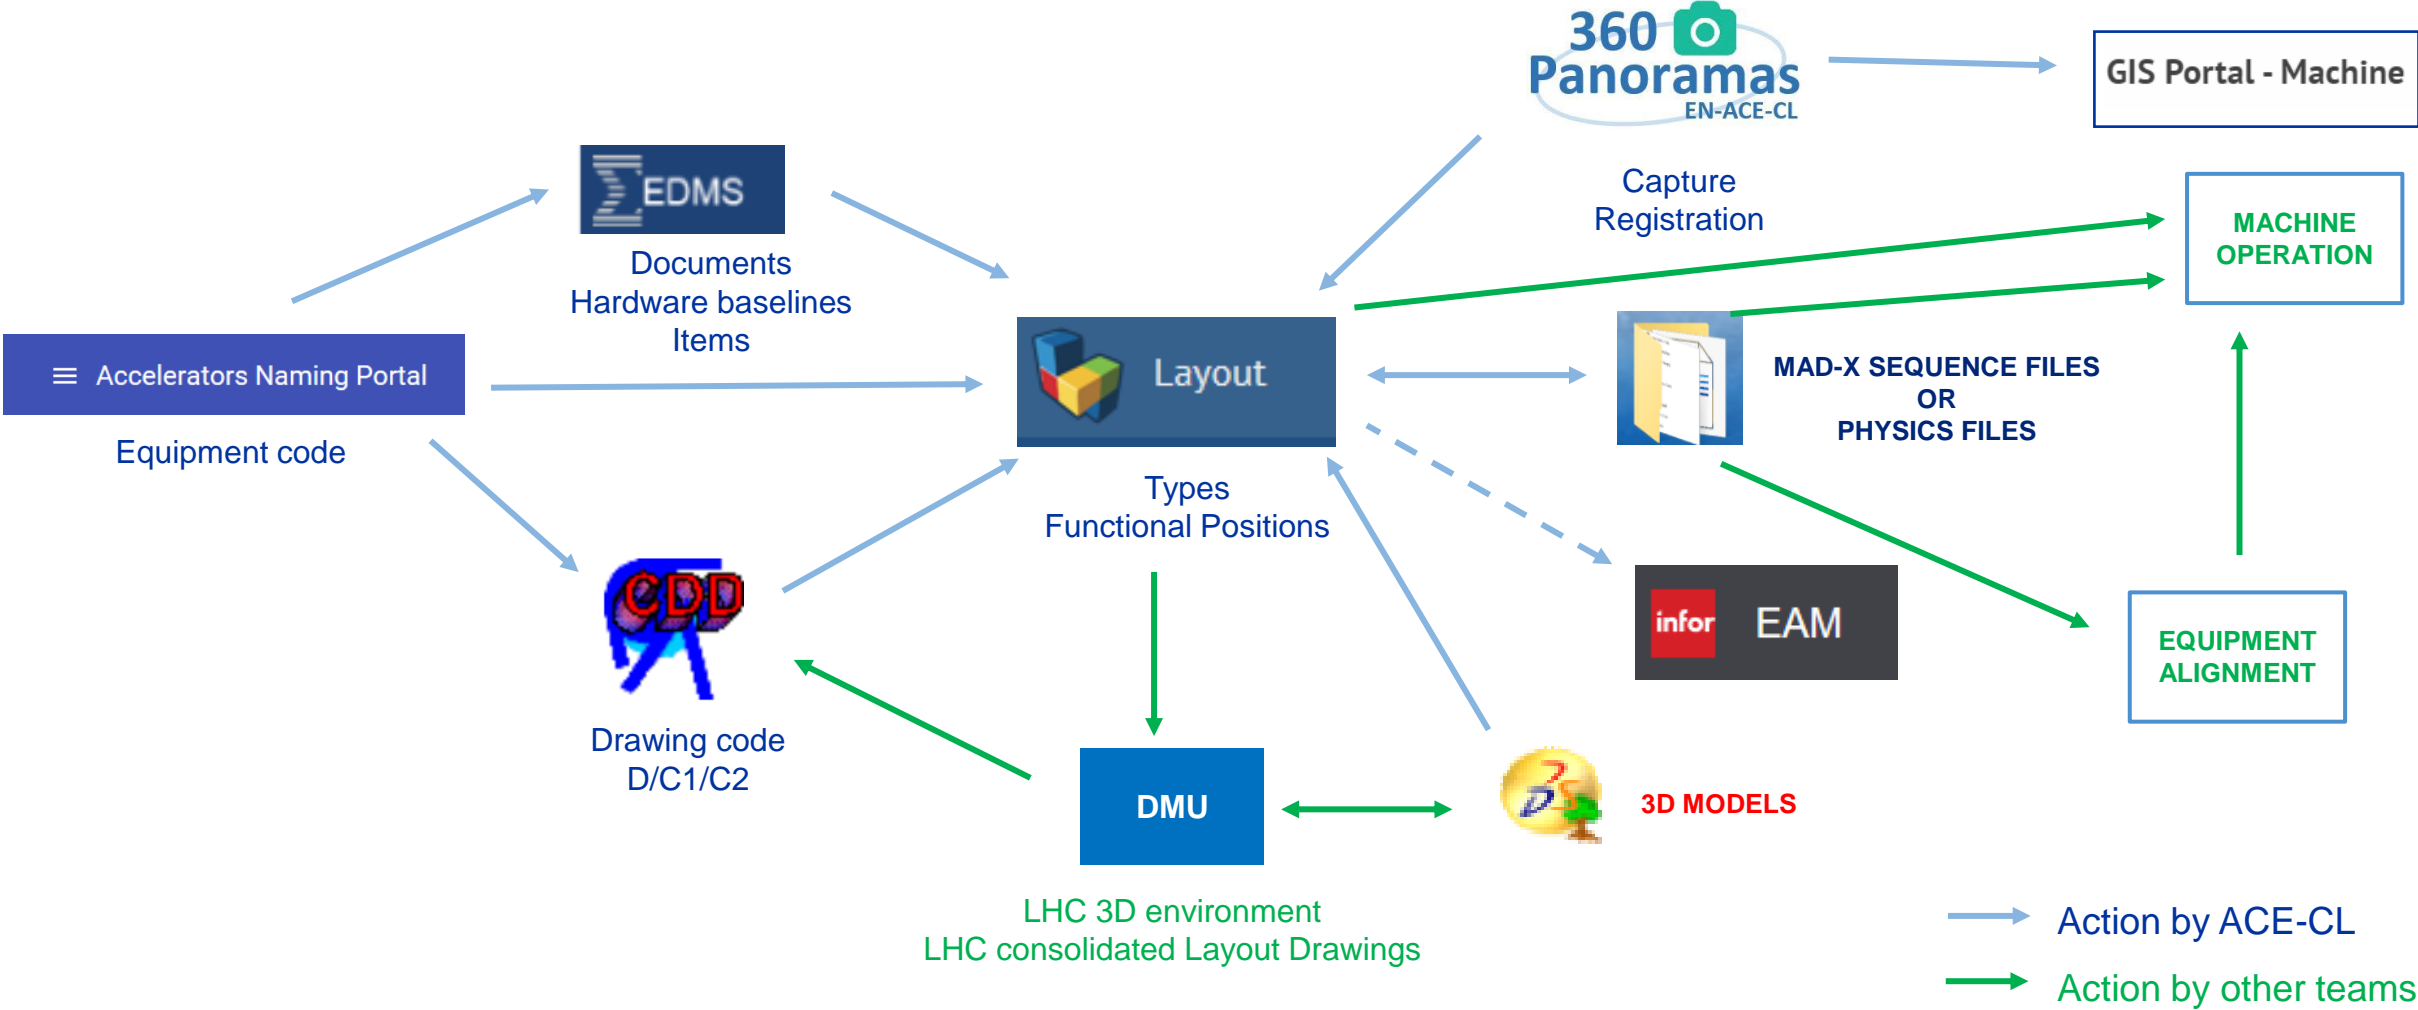 360
Panoramas
EN-ACE-CL
GIS Portal - Machine
Capture
Registration
EDMS
Documents
Hardware baselines
Items
MACHINE
OPERATION
Accelerators Naming Portal
Equipment code
Layout
Types
Functional Positions
MAD-X SEQUENCE FILES
OR
PHYSICS FILES
CDD
Drawing code
D/C1/C2
infor EAM
EQUIPMENT
ALIGNMENT
DMU
3D MODELS
LHC 3D environment
LHC consolidated Layout Drawings
Action by ACE-CL
Action by other teams